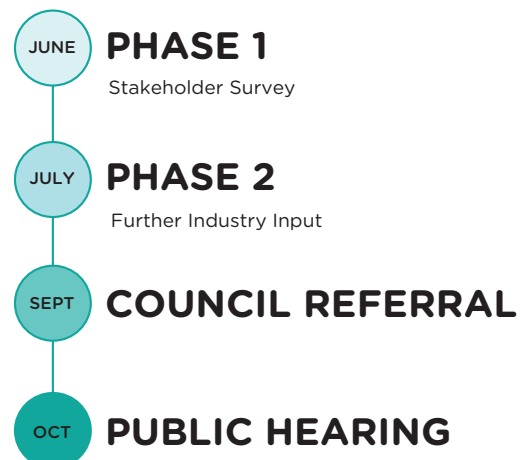 JUNE
PHASE 1
Stakeholder Survey
JULY
PHASE 2
Further Industry Input
SEPT
COUNCIL REFERRAL
OCT
PUBLIC HEARING